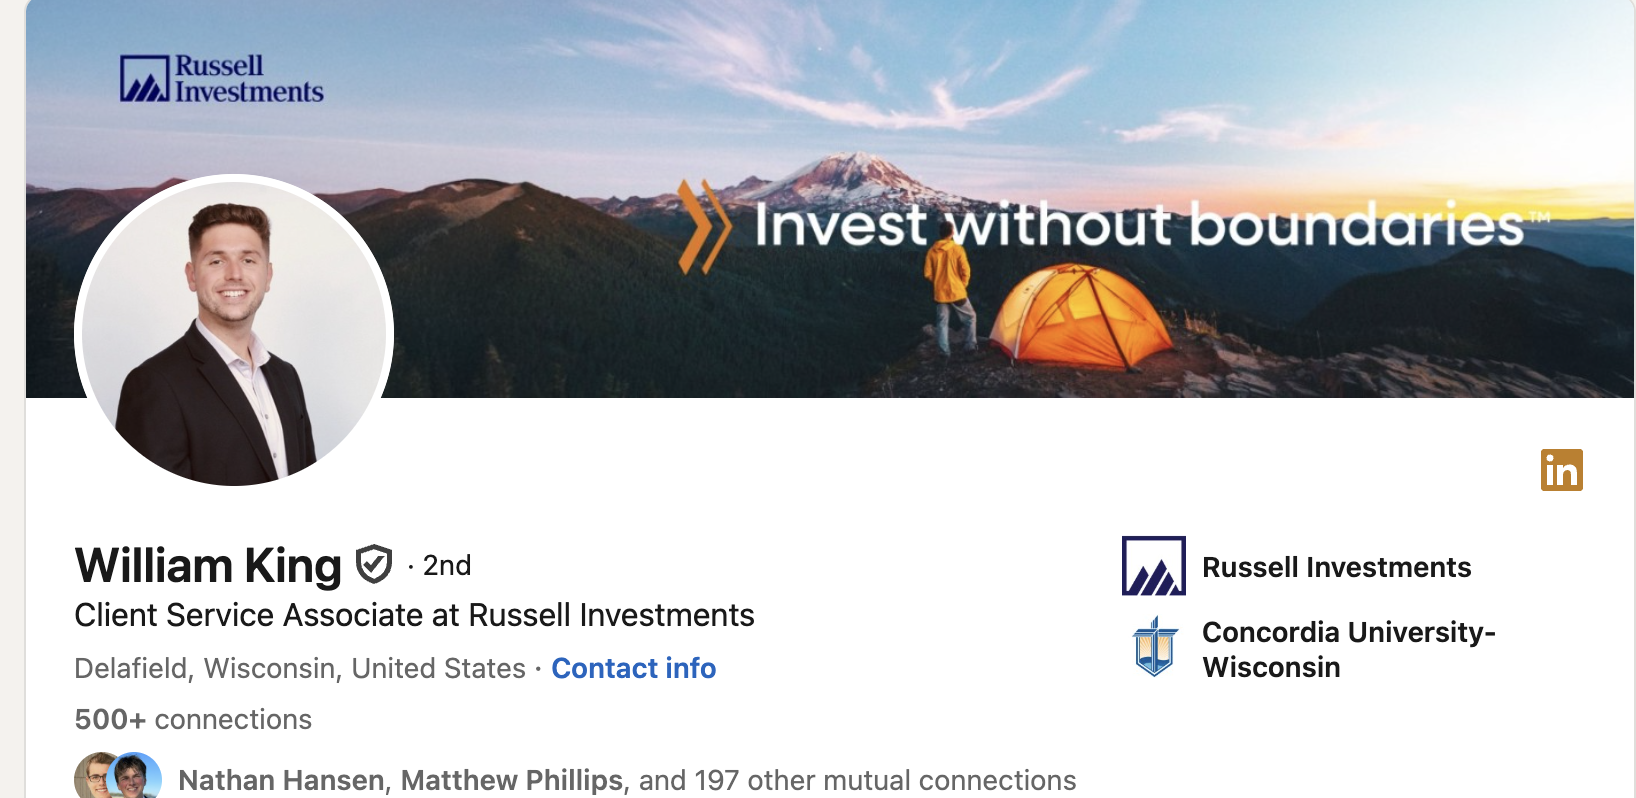 Russell
Investments
Invest without boundaries™
in
William King · 2nd
Client Service Associate at Russell Investments
Delafield, Wisconsin, United States · Contact info
500+ connections
Nathan Hansen, Matthew Phillips, and 197 other mutual connections
Russell Investments
Concordia University-
Wisconsin